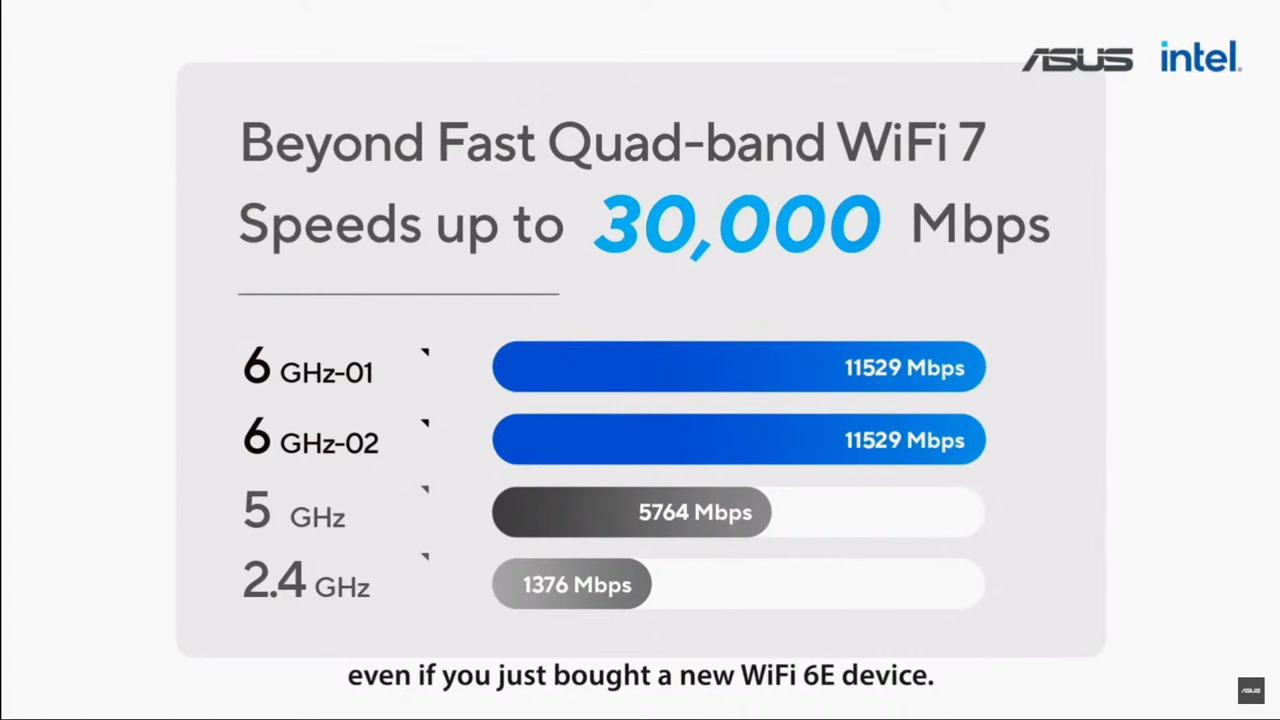 ASUS intel.
Beyond Fast Quad-band WiFi 7
Speeds up to 30,000 Mbps
6 GHz-01 11529 Mbps
6 GHz-02 11529 Mbps
5 GHz 5764 Mbps
2.4 GHz 1376 Mbps
even if you just bought a new WiFi 6E device.
ASUS